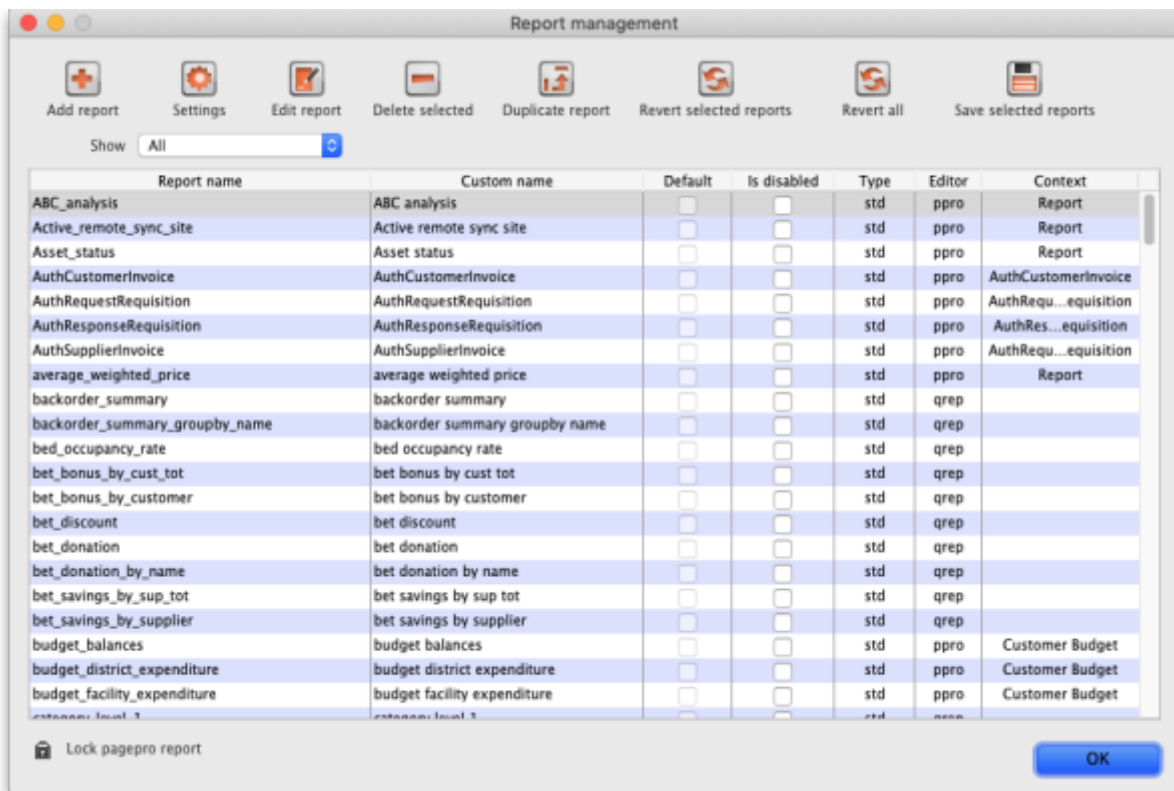 Report management
Add report Settings Edit report Delete selected Duplicate report Revert selected reports Revert all Save selected reports
Show All
Report name Custom name Default Is disabled Type Editor Context
ABC_analysis ABC analysis std ppro Report
Active_remote_sync_site Active remote sync site std ppro Report
Asset_status Asset status std ppro Report
AuthCustomerInvoice AuthCustomerInvoice std ppro AuthCustomerInvoice
AuthRequestRequisition AuthRequestRequisition std ppro AuthRequ...equisition
AuthResponseRequisition AuthResponseRequisition std ppro AuthRes...equisition
AuthSupplierInvoice AuthSupplierInvoice std ppro AuthRequ...equisition
average_weighted_price average weighted price std ppro Report
backorder_summary backorder summary std qrep
backorder_summary_groupby_name backorder summary groupby name std qrep
bed_occupancy_rate bed occupancy rate std qrep
bet_bonus_by_cust_tot bet bonus by cust tot std qrep
bet_bonus_by_customer bet bonus by customer std qrep
bet_discount bet discount std qrep
bet_donation bet donation std qrep
bet_donation_by_name bet donation by name std qrep
bet_savings_by_sup_tot bet savings by sup tot std qrep
bet_savings_by_supplier bet savings by supplier std qrep
budget_balances budget balances std ppro Customer Budget
budget_district_expenditure budget district expenditure std ppro Customer Budget
budget_facility_expenditure budget facility expenditure std ppro Customer Budget
category_level_1 category level 1 std qrep
Lock pagepro report
OK